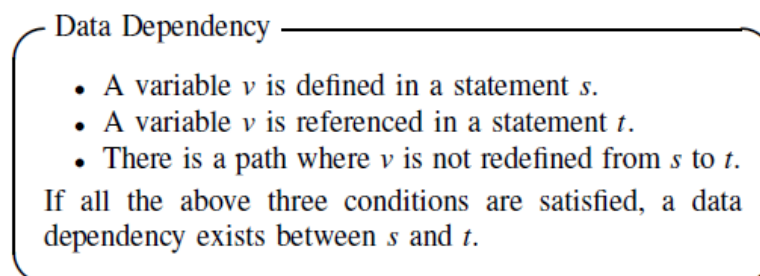 Data Dependency
• A variable v is defined in a statement s.
• A variable v is referenced in a statement t.
• There is a path where v is not redefined from s to t.
If all the above three conditions are satisfied, a data
dependency exists between s and t.